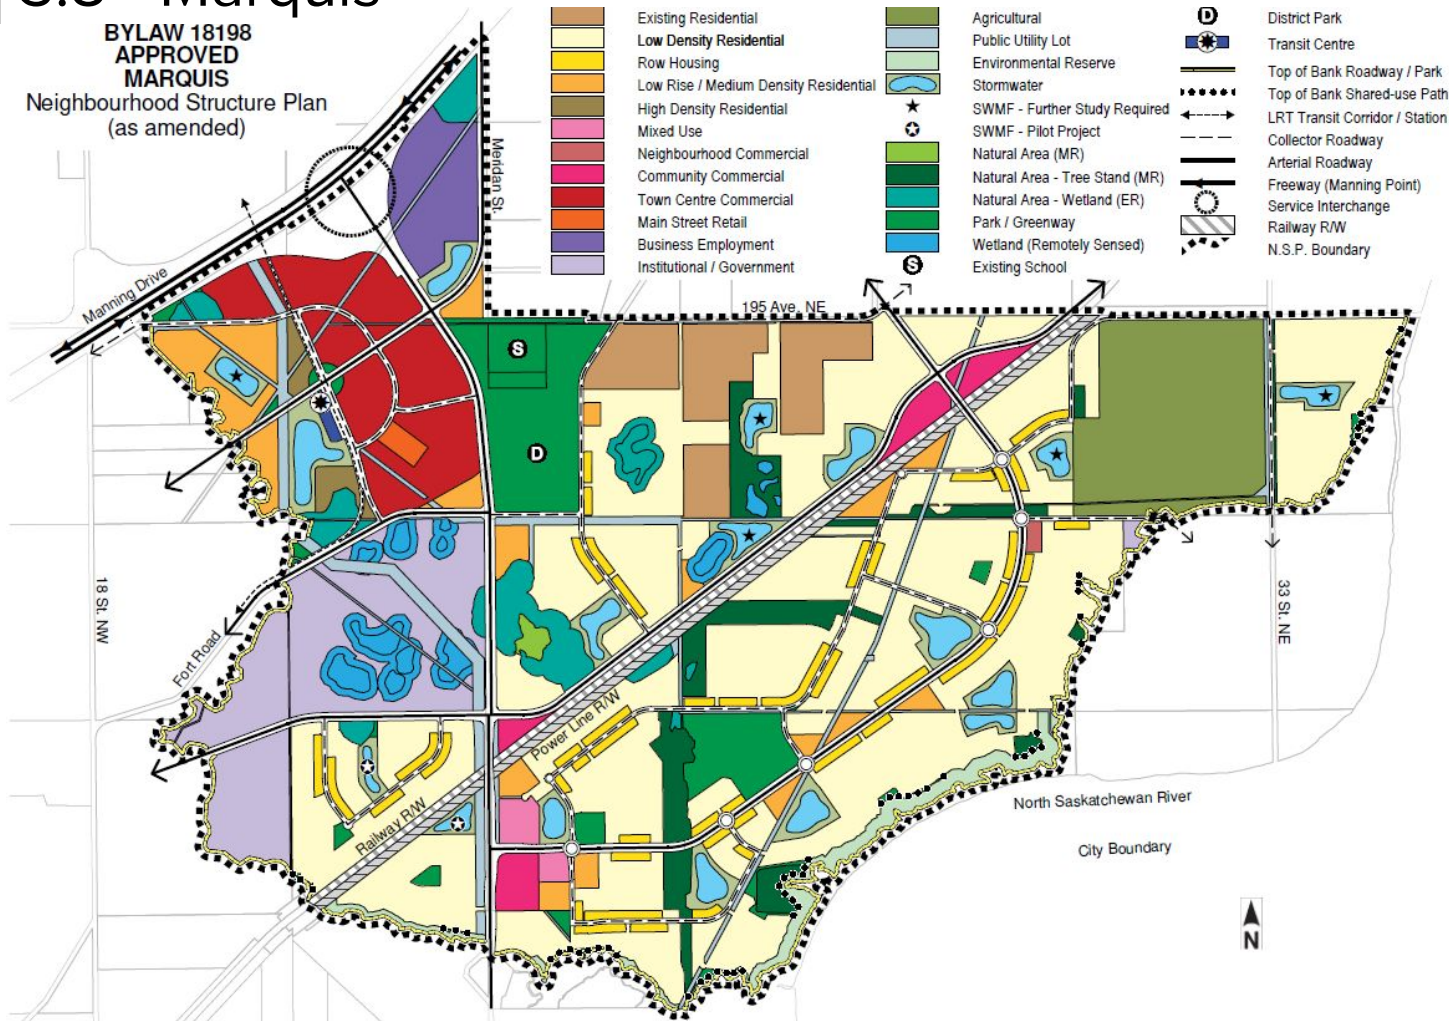 BYLAW 18198
APPROVED
MARQUIS
Neighbourhood Structure Plan
(as amended)
Existing Residential
Low Density Residential
Row Housing
Low Rise / Medium Density Residential
High Density Residential
Mixed Use
Neighbourhood Commercial
Community Commercial
Town Centre Commercial
Main Street Retail
Business Employment
Institutional / Government
Agricultural
Public Utility Lot
Environmental Reserve
Stormwater
SWMF - Further Study Required
SWMF - Pilot Project
Natural Area (MR)
Natural Area - Tree Stand (MR)
Natural Area - Wetland (ER)
Park / Greenway
Wetland (Remotely Sensed)
S
Existing School
D
District Park
Transit Centre
Top of Bank Roadway / Park
Top of Bank Shared-use Path
LRT Transit Corridor / Station
Collector Roadway
Arterial Roadway
Freeway (Manning Point)
Service Interchange
Railway R/W
N.S.P. Boundary
Meridan St.
Manning Drive
195 Ave. NE
S
D
18 St. NW
Fort Road
33 St. NE
Power Line R/W
Railway R/W
North Saskatchewan River
City Boundary
N